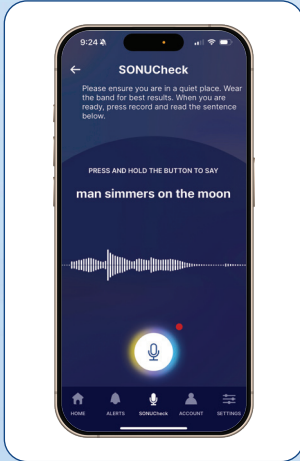 9:24
SONUCheck
Please ensure you are in a quiet place. Wear
the band for best results. When you are
ready, press record and read the sentence
below.
PRESS AND HOLD THE BUTTON TO SAY
man simmers on the moon
HOME ALERTS SONUCheck ACCOUNT SETTINGS